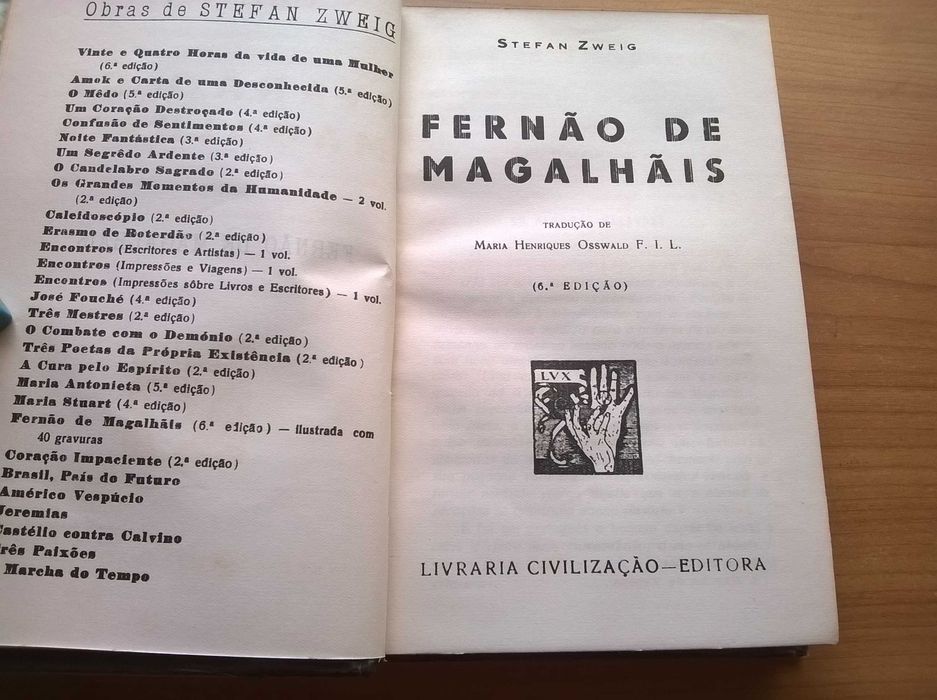 Obras de STEFAN ZWEIG
Vinte e Quatro Horas da vida de uma Mulher
(6.ª edição)
Amok e Carta de uma Desconhecida (5.ª edição)
O Mêdo (5.ª edição)
Um Coração Destroçado (4.ª edição)
Confusão de Sentimentos (4.ª edição)
Noite Fantástica (3.ª edição)
Um Segrêdo Ardente (3.ª edição)
O Candelabro Sagrado (2.ª edição)
Os Grandes Momentos da Humanidade — 2 vol.
(2.ª edição)
Caleidoscópio (2.ª edição)
Erasmo de Roterdão (2.ª edição)
Encontros (Escritores e Artistas) — 1 vol.
Encontros (Impressões e Viagens) — 1 vol.
Encontros (Impressões sôbre Livros e Escritores) — 1 vol.
José Fouché (4.ª edição)
Três Mestres (2.ª edição)
O Combate com o Demónio (2.ª edição)
Três Poetas da Própria Existência (2.ª edição)
A Cura pelo Espírito (2.ª edição)
Maria Antonieta (5.ª edição)
Maria Stuart (4.ª edição)
Fernão de Magalhãis (6.ª edição) — ilustrada com
40 gravuras
Coração Impaciente (2.ª edição)
Brasil, País do Futuro
Américo Vespúcio
Jeremias
Castélio contra Calvino
Três Paixões
Marcha do Tempo
STEFAN ZWEIG
FERNÃO DE
MAGALHÃIS
TRADUÇÃO DE
MARIA HENRIQUES OSSWALD F. I. L.
(6.ª EDIÇÃO)
LVX
LIVRARIA CIVILIZAÇÃO—EDITORA